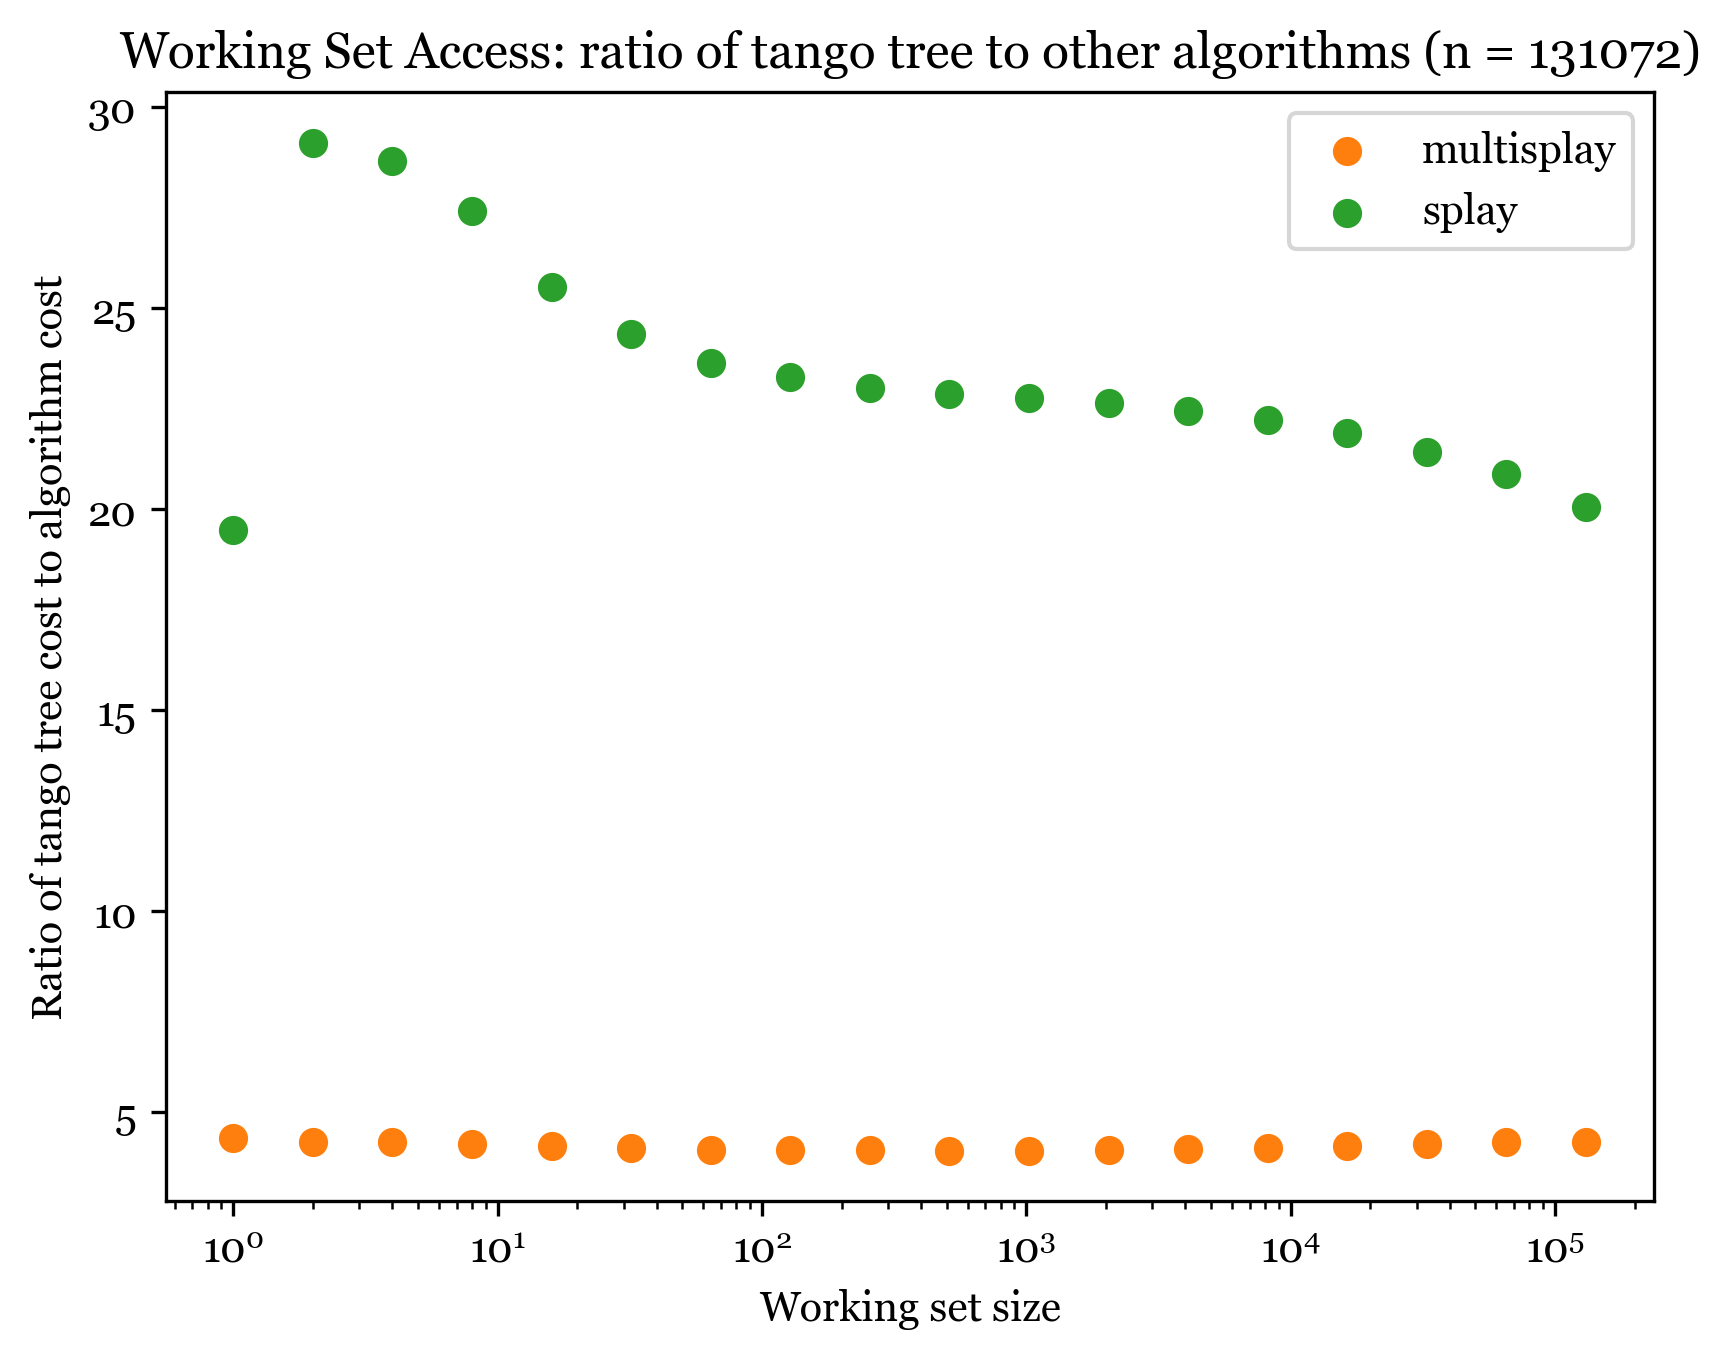 Working Set Access: ratio of tango tree to other algorithms (n = 131072)
Ratio of tango tree cost to algorithm cost
30
25
20
15
10
5
multisplay
splay
10⁰ 10¹ 10² 10³ 10⁴ 10⁵
Working set size